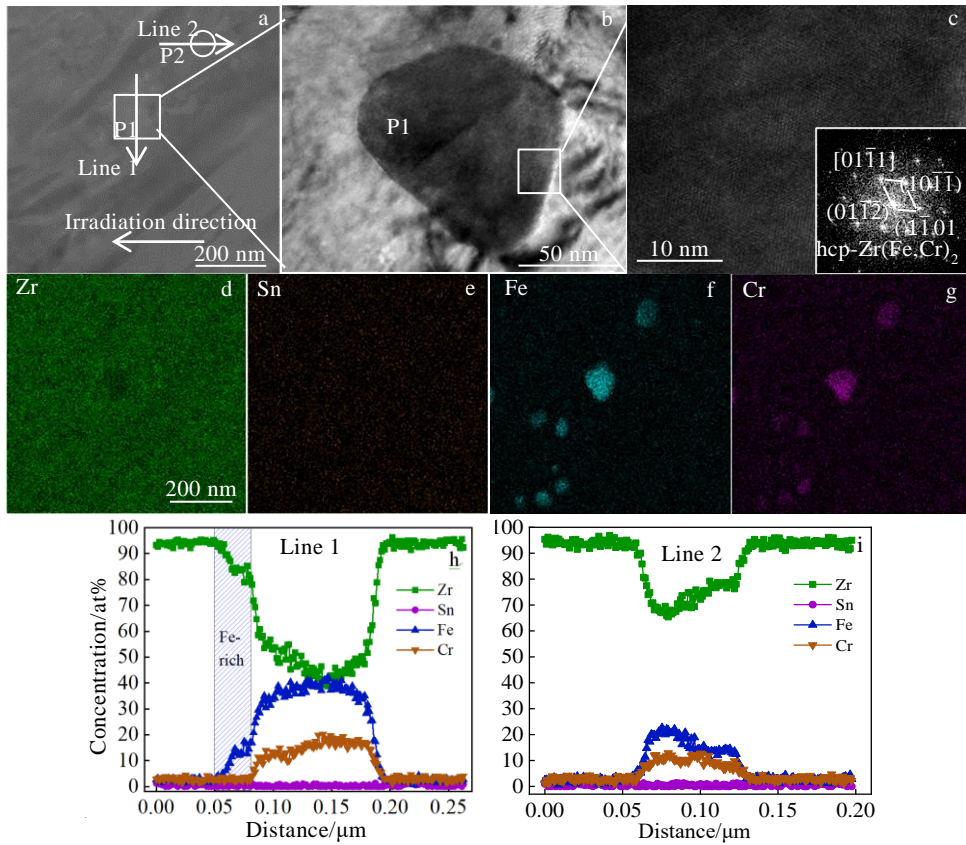 a
Line 2
P2
P1
Line 1
Irradiation direction
200 nm
b
P1
50 nm
c
10 nm
[01̄11]
(101̄1̄)
(011̄2̄)
(1̄101
hcp-Zr(Fe,Cr)₂
Zr
d
200 nm
Sn
e
Fe
f
Cr
g
Concentration/at%
100
90
80
70
60
50
40
30
20
10
0
Line 1
h
Fe-
rich
Zr
Sn
Fe
Cr
0.00 0.05 0.10 0.15 0.20 0.25
Distance/μm
100
90
80
70
60
50
40
30
20
10
0
Line 2
i
Zr
Sn
Fe
Cr
0.00 0.05 0.10 0.15 0.20
Distance/μm